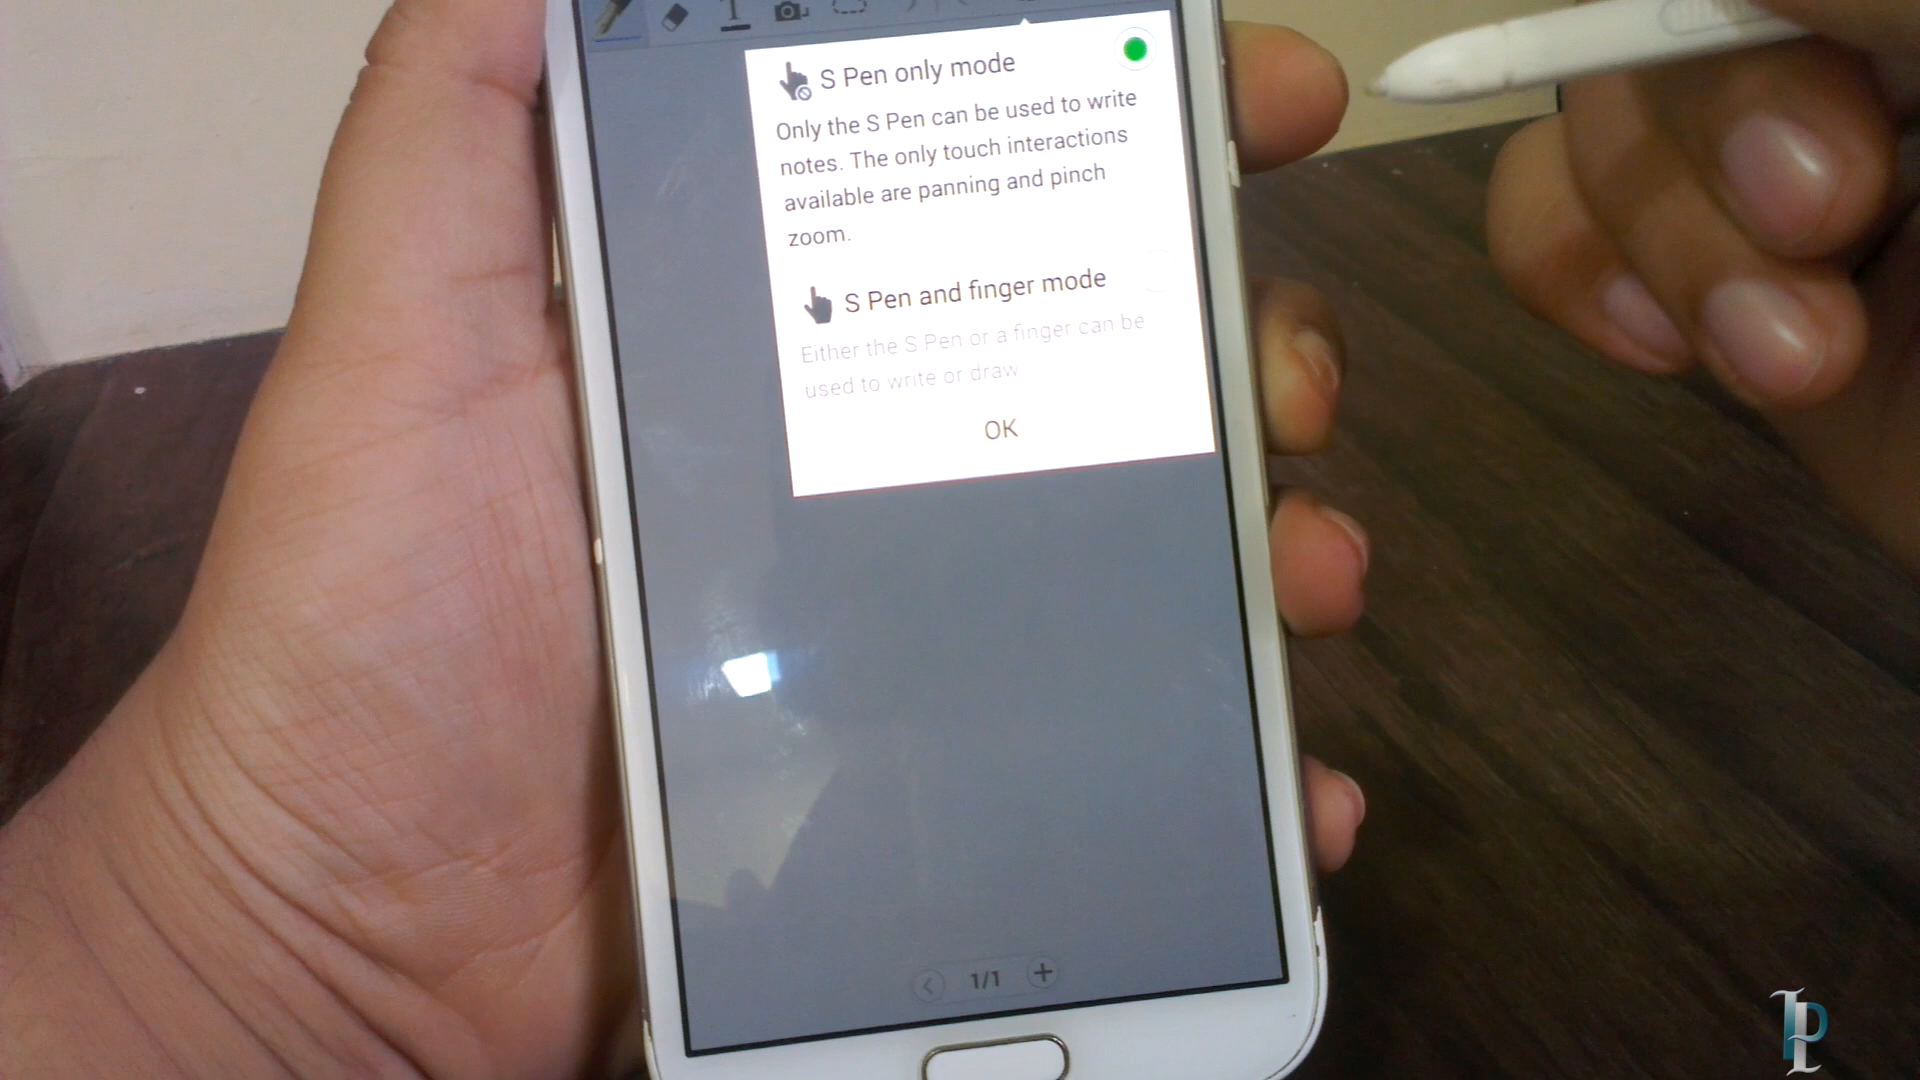 T
S Pen only mode
Only the S Pen can be used to write
notes. The only touch interactions
available are panning and pinch
zoom.
S Pen and finger mode
Either the S Pen or a finger can be
used to write or draw
OK
1/1